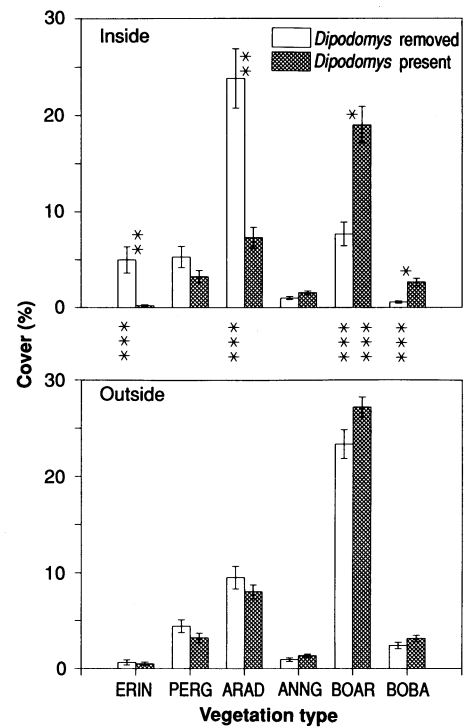 30
Inside
Dipodomys removed
Dipodomys present
**
**
*
*
20
10
0
*** *** *** *** ***
Cover (%)
30
Outside
20
10
0
ERIN PERG ARAD ANNG BOAR BOBA
Vegetation type